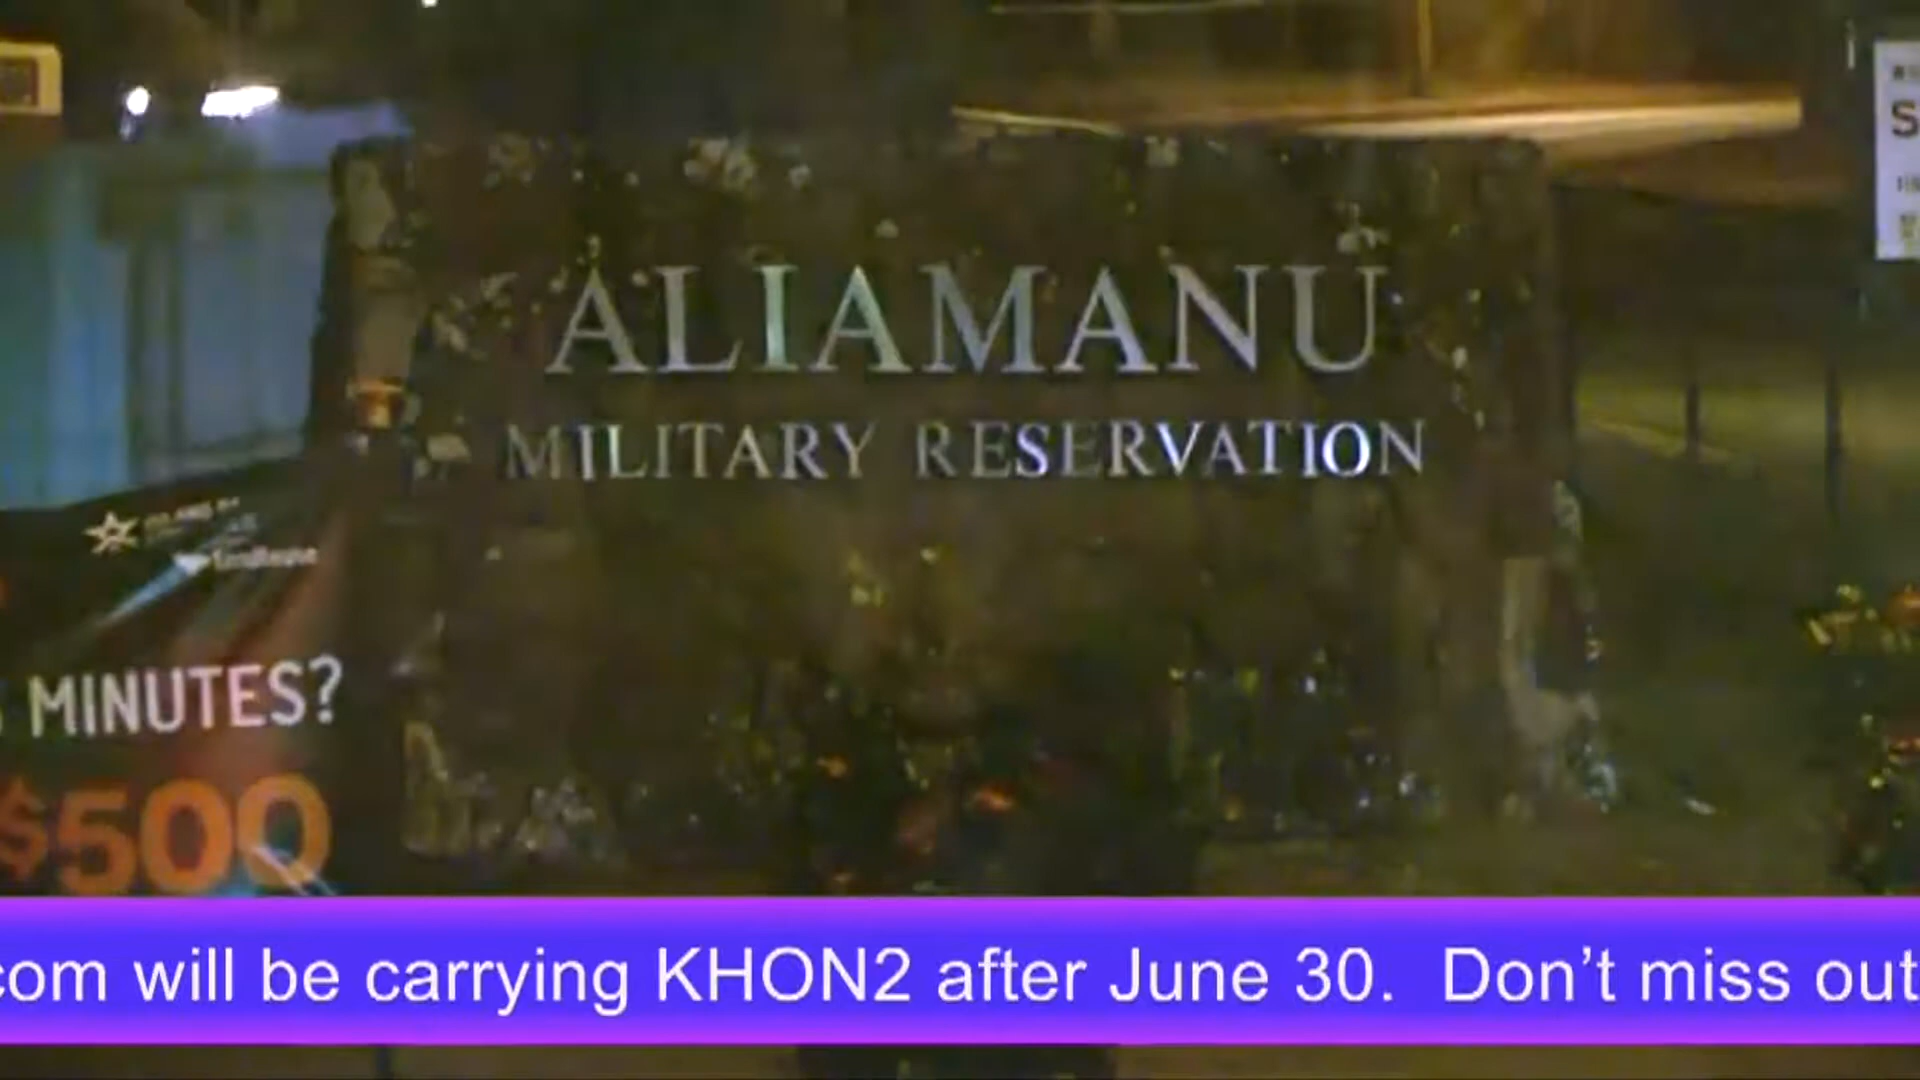 S
ALIAMANU
MILITARY RESERVATION
MINUTES?
$500
com will be carrying KHON2 after June 30. Don’t miss out